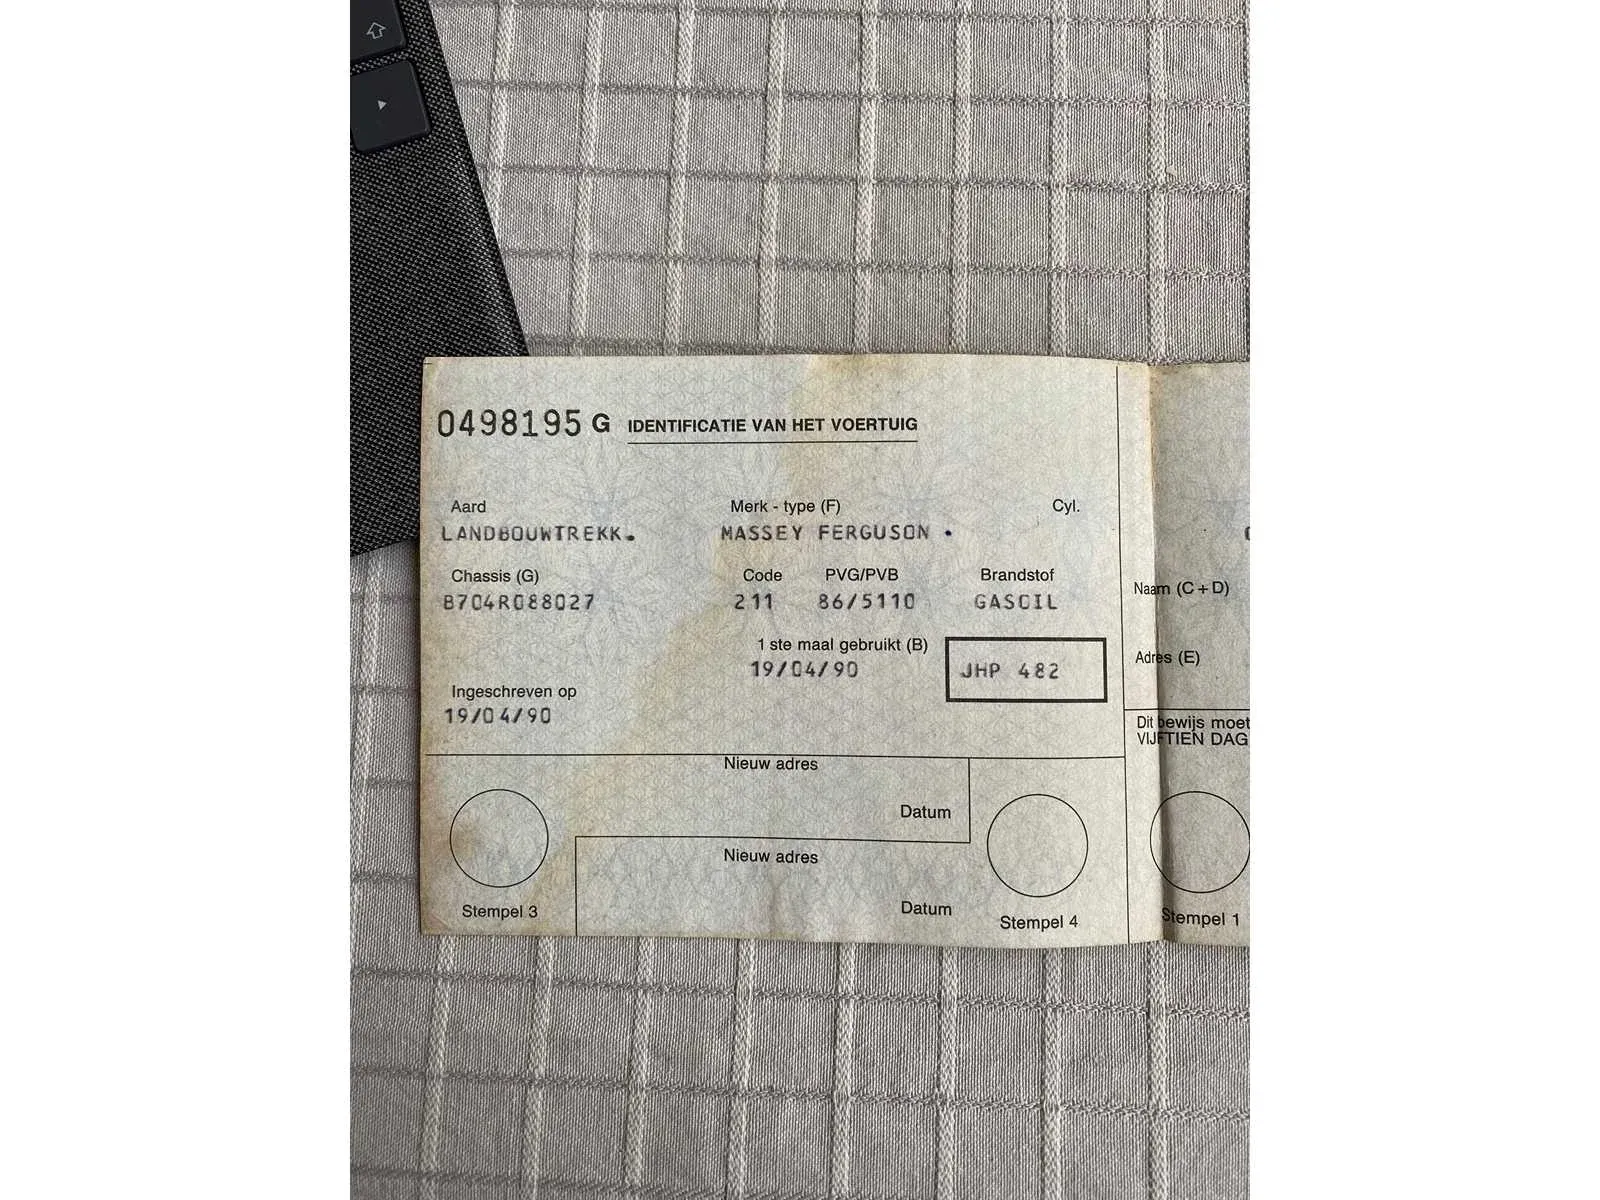 0498195 G IDENTIFICATIE VAN HET VOERTUIG
Aard Merk - type (F) Cyl.
LANDBOUWTREKK. MASSEY FERGUSON .
Chassis (G) Code PVG/PVB Brandstof
B704R088027 211 86/5110 GASOIL
1 ste maal gebruikt (B)
19/04/90 JHP 482
Ingeschreven op
19/04/90
Nieuw adres
Datum
Nieuw adres
Datum
Stempel 3
Stempel 4
Naam (C + D)
Adres (E)
Dit bewijs moet
VIJFTIEN DAG
Stempel 1